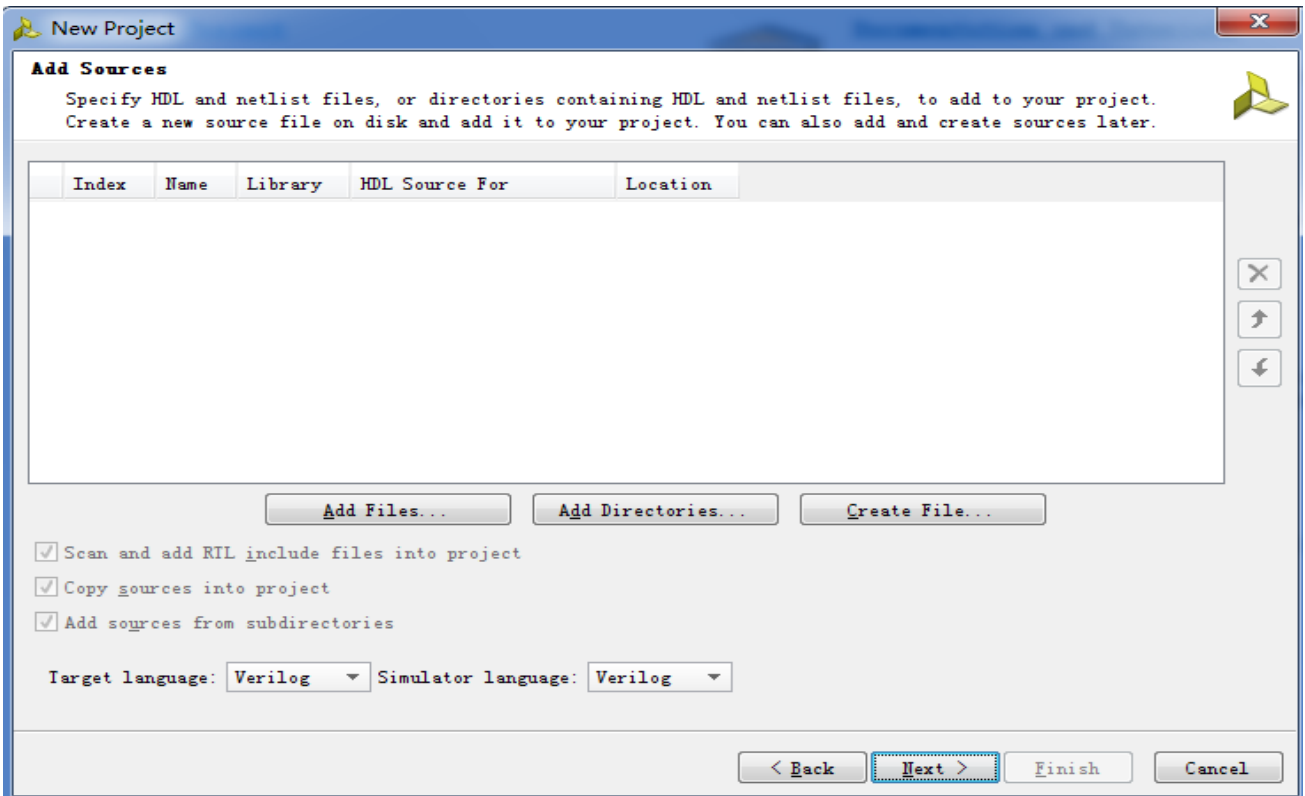 New Project
Add Sources
Specify HDL and netlist files, or directories containing HDL and netlist files, to add to your project.
Create a new source file on disk and add it to your project. You can also add and create sources later.
Index Name Library HDL Source For Location
Add Files... Add Directories... Create File...
Scan and add RTL include files into project
Copy sources into project
Add sources from subdirectories
Target language: Verilog Simulator language: Verilog
< Back Next > Finish Cancel